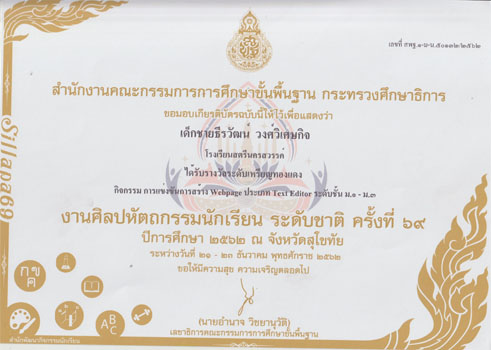 เลขที่ สพฐ.๑-ม-น.๕๐๑๗๒/๒๕๖๒
สำนักงานคณะกรรมการการศึกษาขั้นพื้นฐาน กระทรวงศึกษาธิการ
ขอมอบเกียรติบัตรฉบับนี้ให้ไว้เพื่อแสดงว่า
เด็กชายธีรวัฒน์ วงศ์วิเศษกิจ
โรงเรียนสตรีนครสวรรค์
ได้รับรางวัลระดับเหรียญทองแดง
กิจกรรม การแข่งขันการสร้าง Webpage ประเภท Text Editor ระดับชั้น ม.๑ - ม.๓
งานศิลปหัตถกรรมนักเรียน ระดับชาติ ครั้งที่ ๖๙
ปีการศึกษา ๒๕๖๒ ณ จังหวัดสุโขทัย
ระหว่างวันที่ ๒๑ - ๒๓ ธันวาคม พุทธศักราช ๒๕๖๒
ขอให้มีความสุข ความเจริญตลอดไป
(นายอำนาจ วิชยานุวัติ)
เลขาธิการคณะกรรมการการศึกษาขั้นพื้นฐาน
Sillapa69
กขค
ABC
สำนักพัฒนากิจกรรมนักเรียน